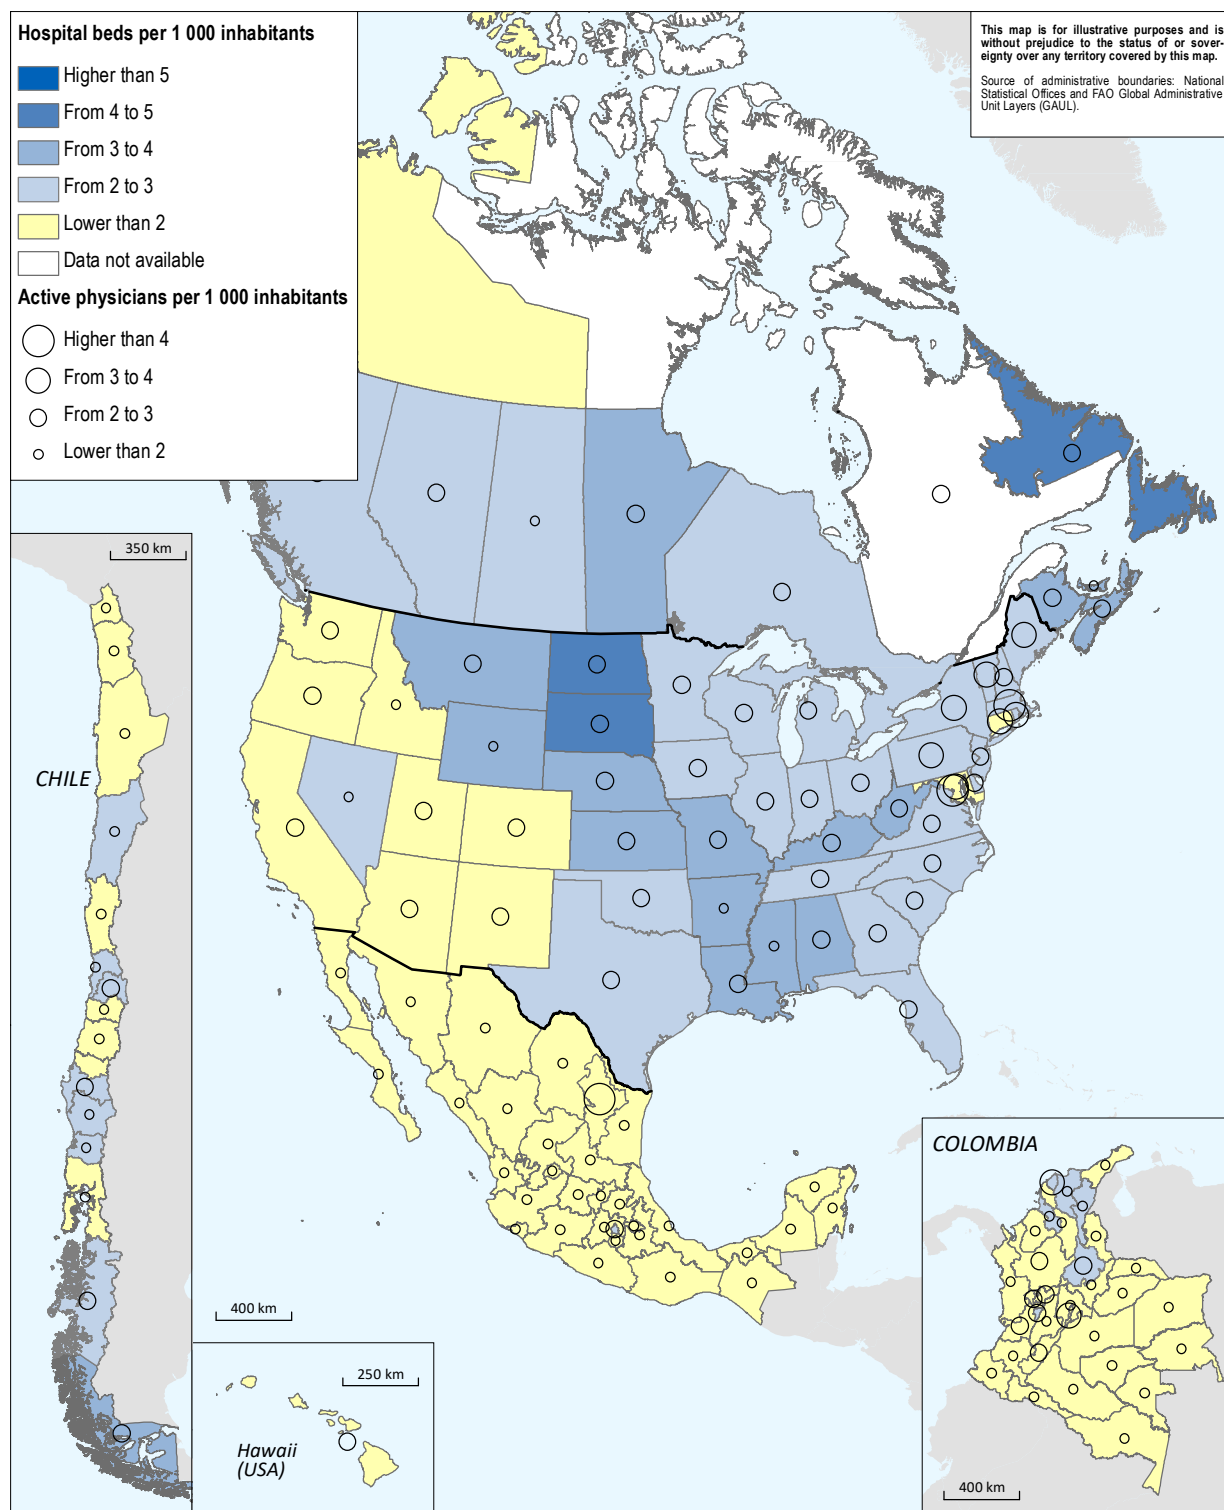 Hospital beds per 1 000 inhabitants
Higher than 5
From 4 to 5
From 3 to 4
From 2 to 3
Lower than 2
Data not available
Active physicians per 1 000 inhabitants
Higher than 4
From 3 to 4
From 2 to 3
Lower than 2
This map is for illustrative purposes and is
without prejudice to the status of or sover-
eignty over any territory covered by this map.
Source of administrative boundaries: National
Statistical Offices and FAO Global Administrative
Unit Layers (GAUL).
350 km
CHILE
400 km
250 km
Hawaii
(USA)
COLOMBIA
400 km